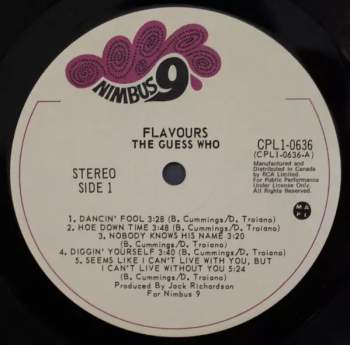 NIMBUS 9
FLAVOURS
THE GUESS WHO
CPL1-0636
(CPL1-0636-A)
STEREO
SIDE 1
Manufactured and
Distributed in Canada
by RCA Limited.
For Public Performance
Under License Only.
All Rights Reserved in
Canada.
MAPL
1. DANCIN' FOOL 3:28 (B. Cummings/D. Troiano)
2. HOE DOWN TIME 3:48 (B. Cummings/D. Troiano)
3. NOBODY KNOWS HIS NAME 3:20
(B. Cummings/D. Troiano)
4. DIGGIN' YOURSELF 3:40 (B. Cummings/D. Troiano)
5. SEEMS LIKE I CAN'T LIVE WITH YOU, BUT
I CAN'T LIVE WITHOUT YOU 5:24
(B. Cummings/D. Troiano)
Produced By Jack Richardson
For Nimbus 9